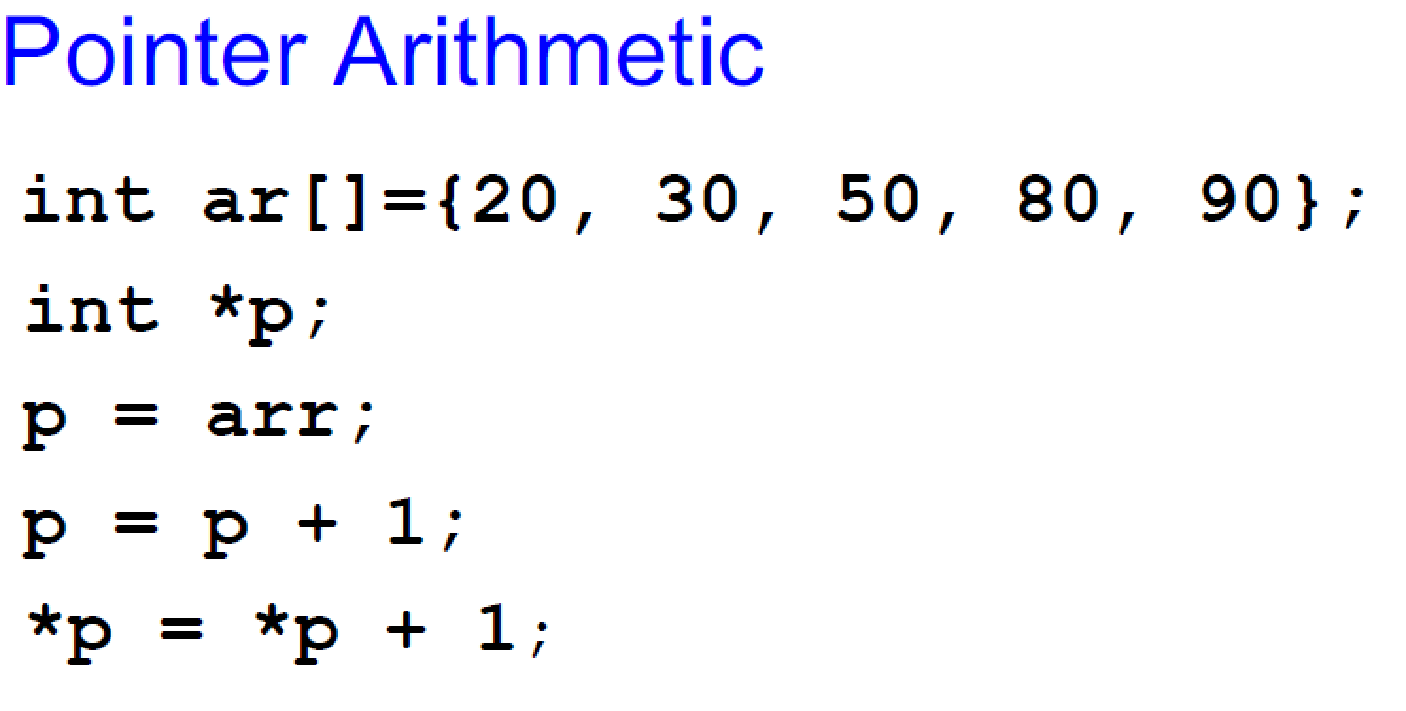 Pointer Arithmetic
int ar[]={20, 30, 50, 80, 90};
int *p;
p = arr;
p = p + 1;
*p = *p + 1;